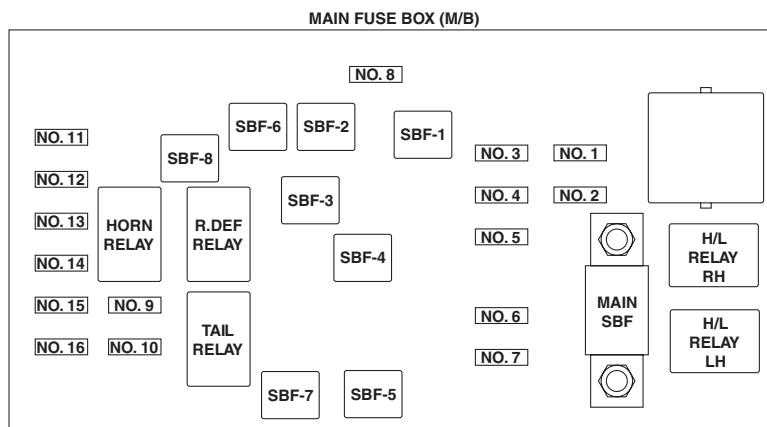 MAIN FUSE BOX (M/B)
NO. 8
SBF-6
SBF-2
SBF-1
NO. 11
SBF-8
NO. 3
NO. 1
NO. 12
SBF-3
NO. 4
NO. 2
NO. 13
HORN
RELAY
R.DEF
RELAY
NO. 5
H/L
RELAY
RH
NO. 14
SBF-4
NO. 15
NO. 9
MAIN
SBF
NO. 6
TAIL
RELAY
H/L
RELAY
LH
NO. 16
NO. 10
NO. 7
SBF-7
SBF-5